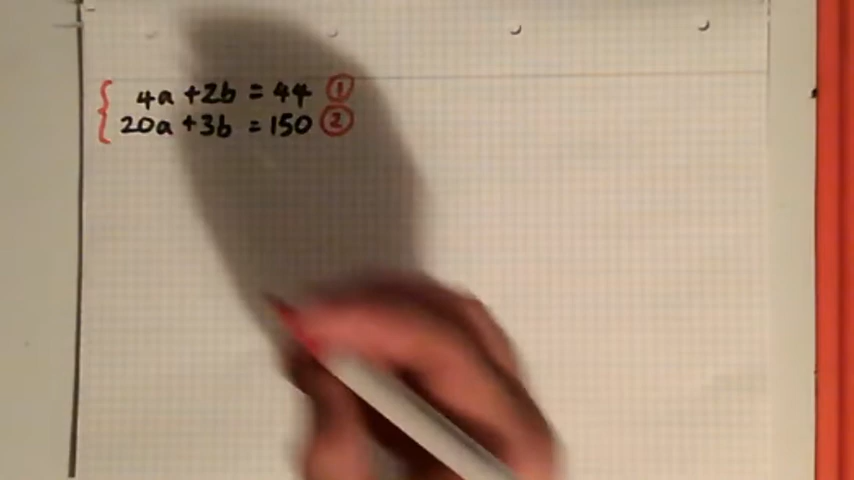 4a + 2b = 44 ①
20a + 3b = 150 ②